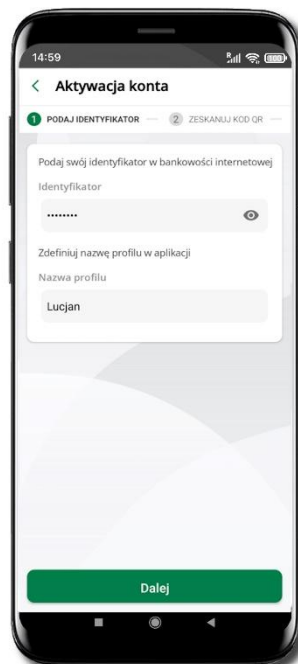 14:59
Aktywacja konta
1 PODAJ IDENTYFIKATOR 2 ZESKANUJ KOD QR
Podaj swój identyfikator w bankowości internetowej
Identyfikator
••••••••
Zdefiniuj nazwę profilu w aplikacji
Nazwa profilu
Lucjan
Dalej